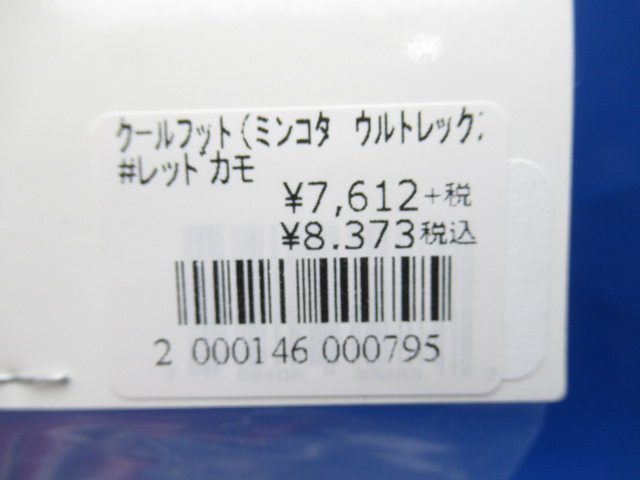 クールフット(ミンコタ ウルトレック
#レッドカモ
¥7,612+税
¥8,373税込
2 000146 000795